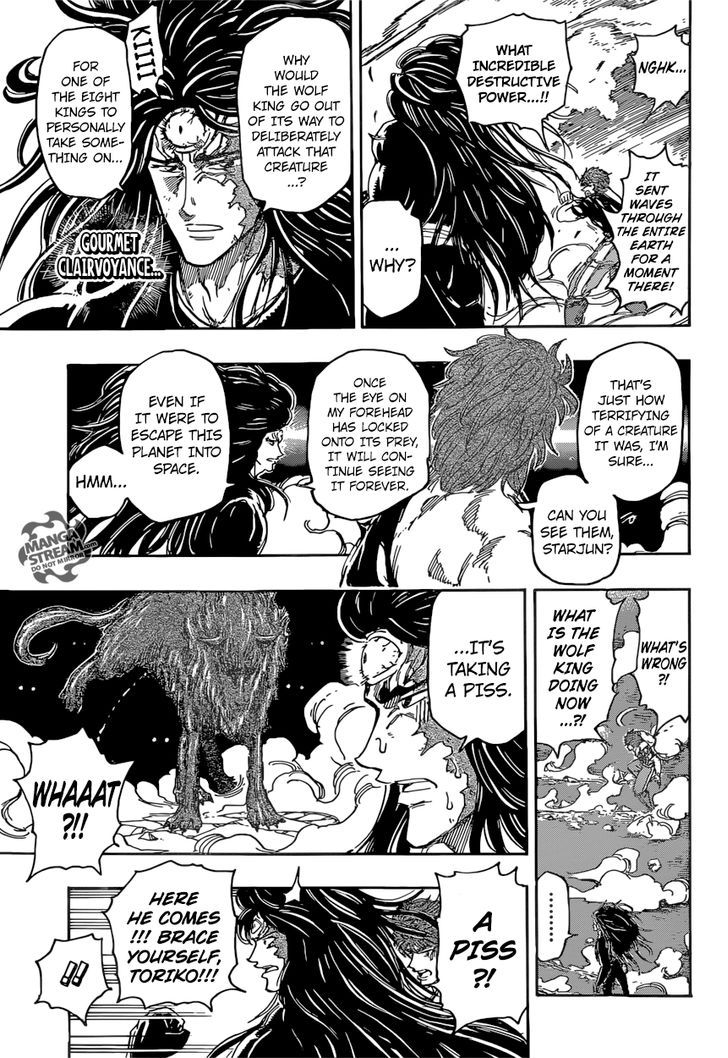 NGHK...
WHAT
INCREDIBLE
DESTRUCTIVE
POWER...!!
IT
SENT
WAVES
THROUGH
THE ENTIRE
EARTH
FOR A
MOMENT
THERE!
...
WHY?
WHY
WOULD
THE WOLF
KING GO OUT
OF ITS WAY TO
DELIBERATELY
ATTACK THAT
CREATURE
...?
KIIII
FOR
ONE OF
THE EIGHT
KINGS TO
PERSONALLY
TAKE SOME-
THING ON...
GOURMET
CLAIRVOYANCE...
THAT'S
JUST HOW
TERRIFYING
OF A CREATURE
IT WAS, I'M
SURE...
CAN YOU
SEE THEM,
STARJUN?
ONCE
THE EYE ON
MY FOREHEAD
HAS LOCKED
ONTO ITS PREY,
IT WILL CON-
TINUE SEEING
IT FOREVER.
EVEN IF
IT WERE TO
ESCAPE THIS
PLANET INTO
SPACE.
HMM...
MANGA
STREAM.com
DO NOT MIRROR
WHAT'S
WRONG
?!
WHAT
IS THE
WOLF
KING
DOING
NOW
...?!
.........
...IT'S
TAKING
A PISS.
WHAAAT
?!!
A
PISS
?!
HERE
HE COMES
!!! BRACE
YOURSELF,
TORIKO!!!
!!